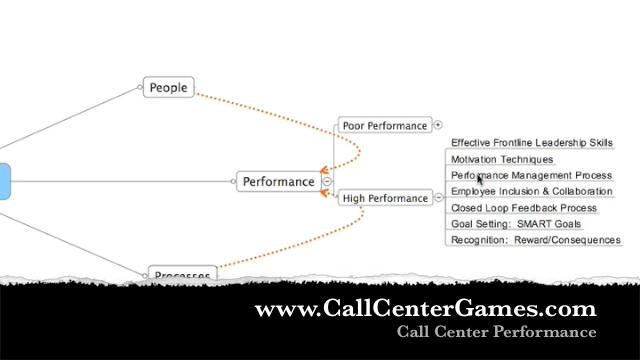 People
Poor Performance
Effective Frontline Leadership Skills
Motivation Techniques
Performance
Performance Management Process
High Performance
Employee Inclusion & Collaboration
Closed Loop Feedback Process
Goal Setting: SMART Goals
Recognition: Reward/Consequences
Processes
www.CallCenterGames.com
Call Center Performance